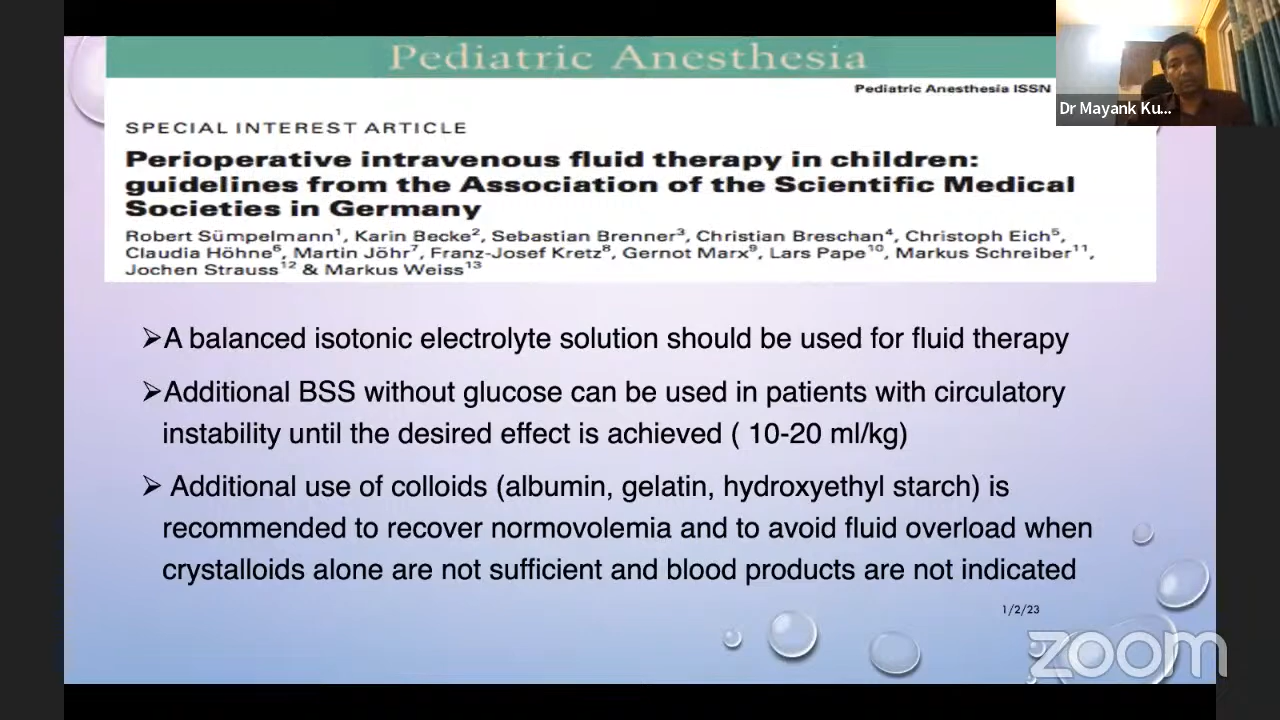 Pediatric Anesthesia
Pediatric Anesthesia ISSN
Dr Mayank Ku...
SPECIAL INTEREST ARTICLE
Perioperative intravenous fluid therapy in children:
guidelines from the Association of the Scientific Medical
Societies in Germany
Robert Sümpelmann¹, Karin Becke², Sebastian Brenner³, Christian Breschan⁴, Christoph Eich⁵,
Claudia Höhne⁶, Martin Jöhr⁷, Franz-Josef Kretz⁸, Gernot Marx⁹, Lars Pape¹⁰, Markus Schreiber¹¹,
Jochen Strauss¹² & Markus Weiss¹³
➢A balanced isotonic electrolyte solution should be used for fluid therapy
➢Additional BSS without glucose can be used in patients with circulatory
instability until the desired effect is achieved ( 10-20 ml/kg)
➢ Additional use of colloids (albumin, gelatin, hydroxyethyl starch) is
recommended to recover normovolemia and to avoid fluid overload when
crystalloids alone are not sufficient and blood products are not indicated
1/2/23
zoom